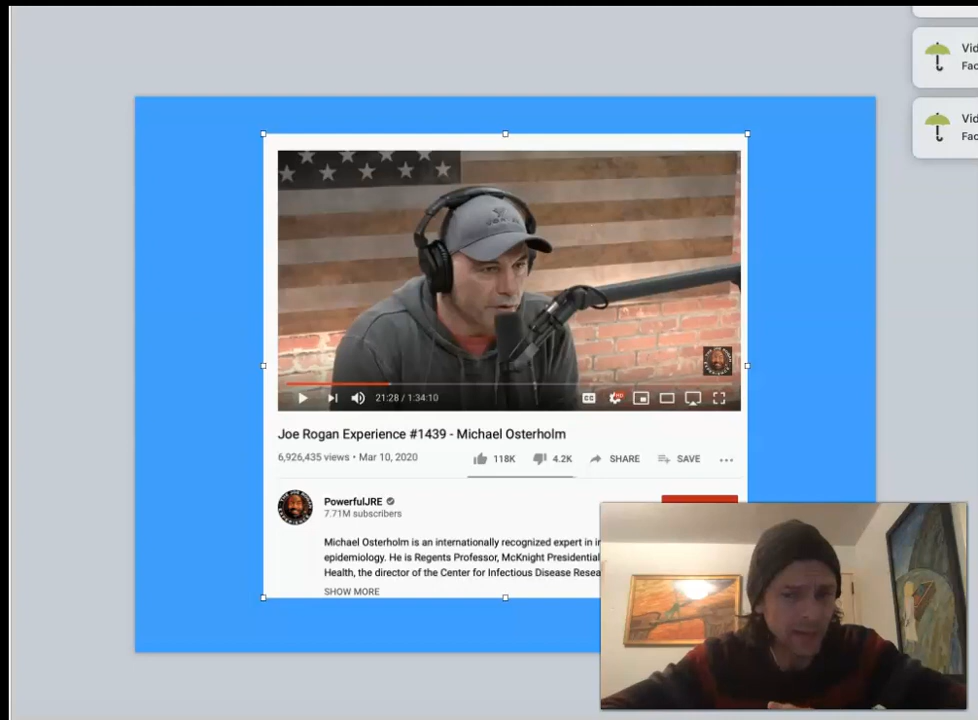 Vid
Fac
Vid
Fac
21:28 / 1:34:10
Joe Rogan Experience #1439 - Michael Osterholm
6,926,435 views • Mar 10, 2020
118K
4.2K
SHARE
SAVE
PowerfulJRE
7.71M subscribers
Michael Osterholm is an internationally recognized expert in in
epidemiology. He is Regents Professor, McKnight Presidential
Health, the director of the Center for Infectious Disease Resea
SHOW MORE